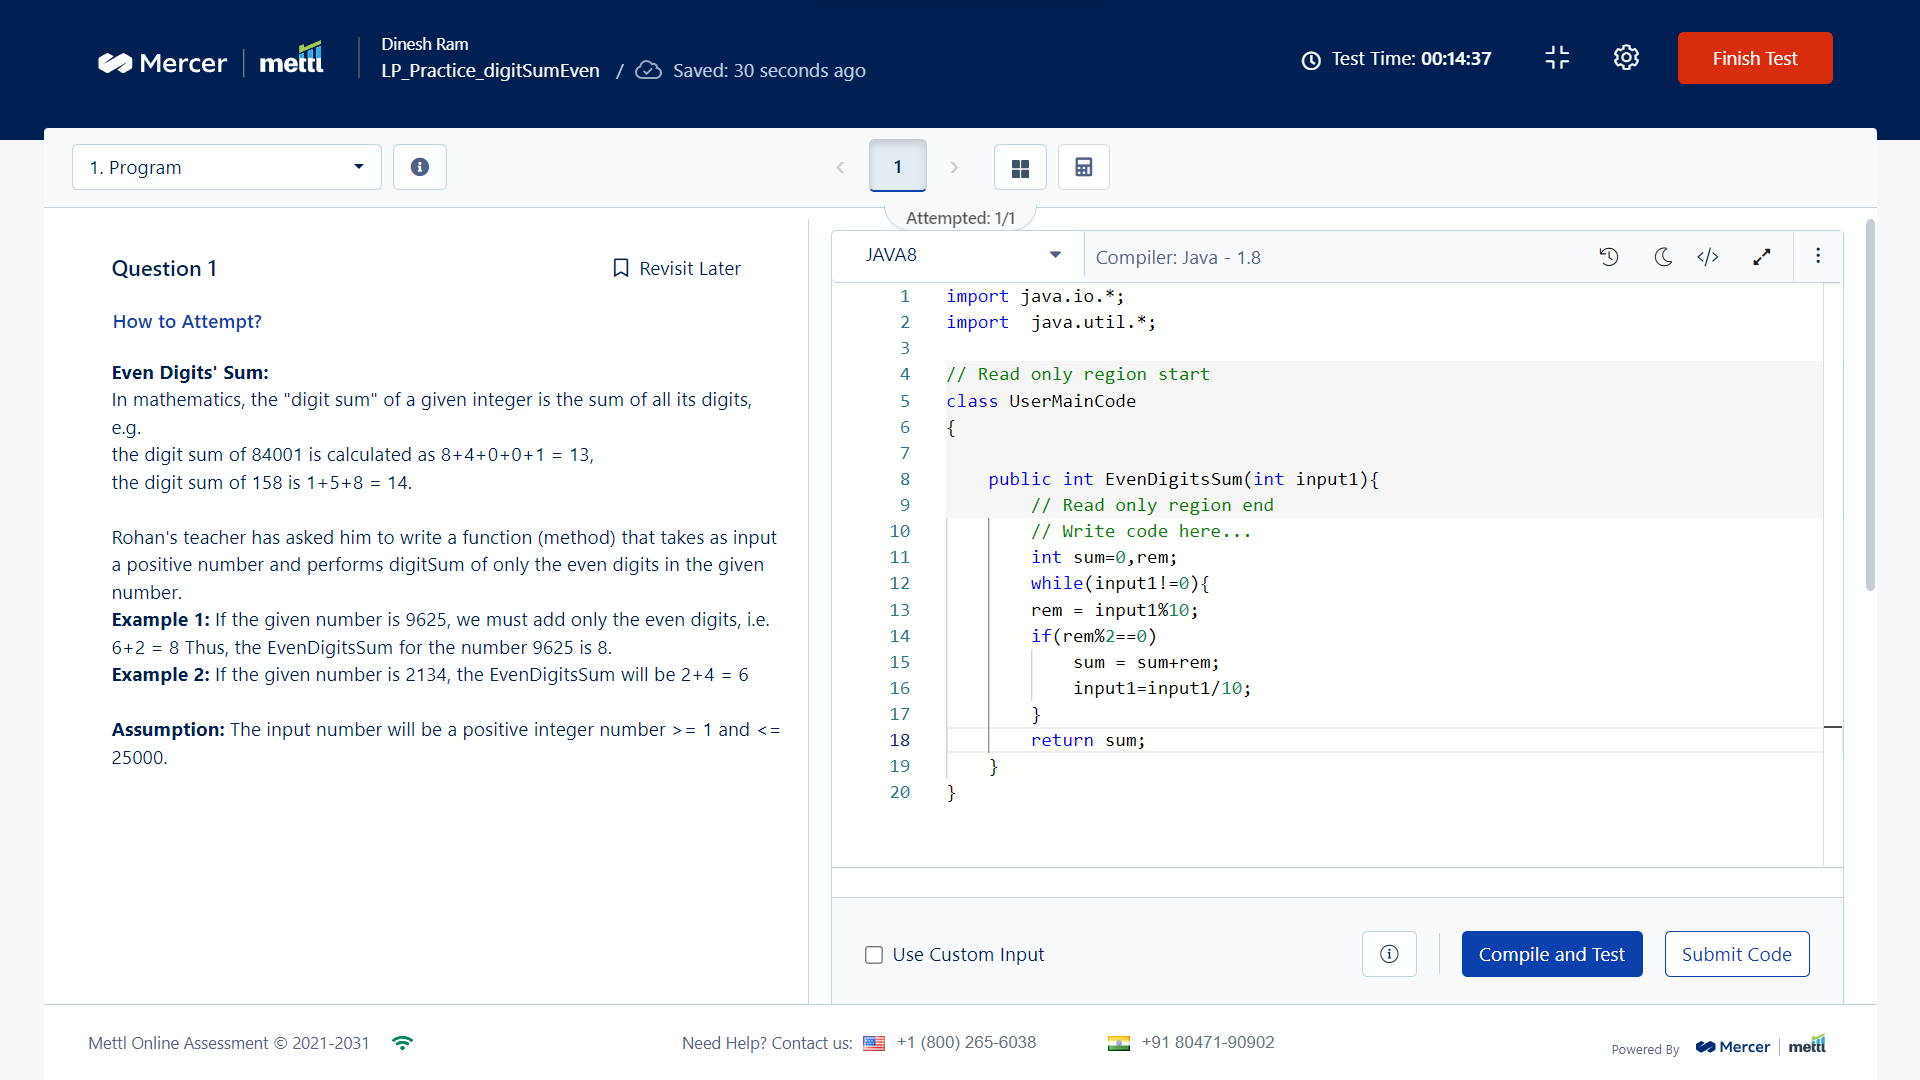 Mercer | mettl
Dinesh Ram
LP_Practice_digitSumEven / Saved: 30 seconds ago
Test Time: 00:14:37
Finish Test
1. Program
1
Attempted: 1/1
Question 1
Revisit Later
How to Attempt?
Even Digits' Sum:
In mathematics, the "digit sum" of a given integer is the sum of all its digits,
e.g.
the digit sum of 84001 is calculated as 8+4+0+0+1 = 13,
the digit sum of 158 is 1+5+8 = 14.
Rohan's teacher has asked him to write a function (method) that takes as input
a positive number and performs digitSum of only the even digits in the given
number.
Example 1: If the given number is 9625, we must add only the even digits, i.e.
6+2 = 8 Thus, the EvenDigitsSum for the number 9625 is 8.
Example 2: If the given number is 2134, the EvenDigitsSum will be 2+4 = 6
Assumption: The input number will be a positive integer number >= 1 and <=
25000.
JAVA8
Compiler: Java - 1.8
</>
1 import java.io.*;
2 import  java.util.*;
3
4 // Read only region start
5 class UserMainCode
6 {
7
8     public int EvenDigitsSum(int input1){
9         // Read only region end
10         // Write code here...
11         int sum=0,rem;
12         while(input1!=0){
13         rem = input1%10;
14         if(rem%2==0)
15             sum = sum+rem;
16             input1=input1/10;
17         }
18         return sum;
19     }
20 }
Use Custom Input
Compile and Test
Submit Code
Mettl Online Assessment © 2021-2031
Need Help? Contact us: +1 (800) 265-6038
+91 80471-90902
Powered By Mercer | mettl